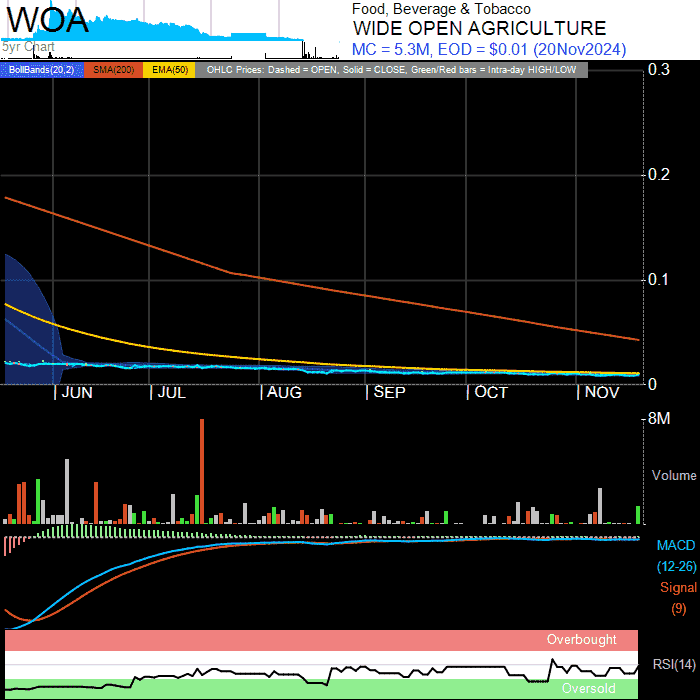 WOA
5yr Chart
Food, Beverage & Tobacco
WIDE OPEN AGRICULTURE
MC = 5.3M, EOD = $0.01 (20Nov2024)
BollBands(20,2) SMA(200) EMA(50) OHLC Prices: Dashed = OPEN, Solid = CLOSE, Green/Red bars = Intra-day HIGH/LOW
0.3
0.2
0.1
0
JUN JUL AUG SEP OCT NOV
8M
Volume
MACD
(12-26)
Signal
(9)
Overbought
RSI(14)
Oversold